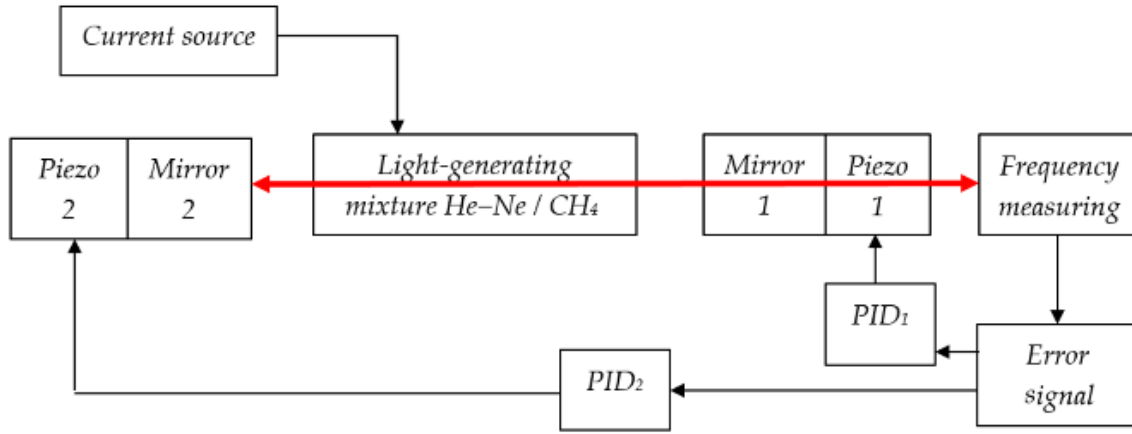 Current source
Piezo
2
Mirror
2
Light-generating
mixture He–Ne / CH₄
Mirror
1
Piezo
1
Frequency
measuring
PID₁
Error
signal
PID₂